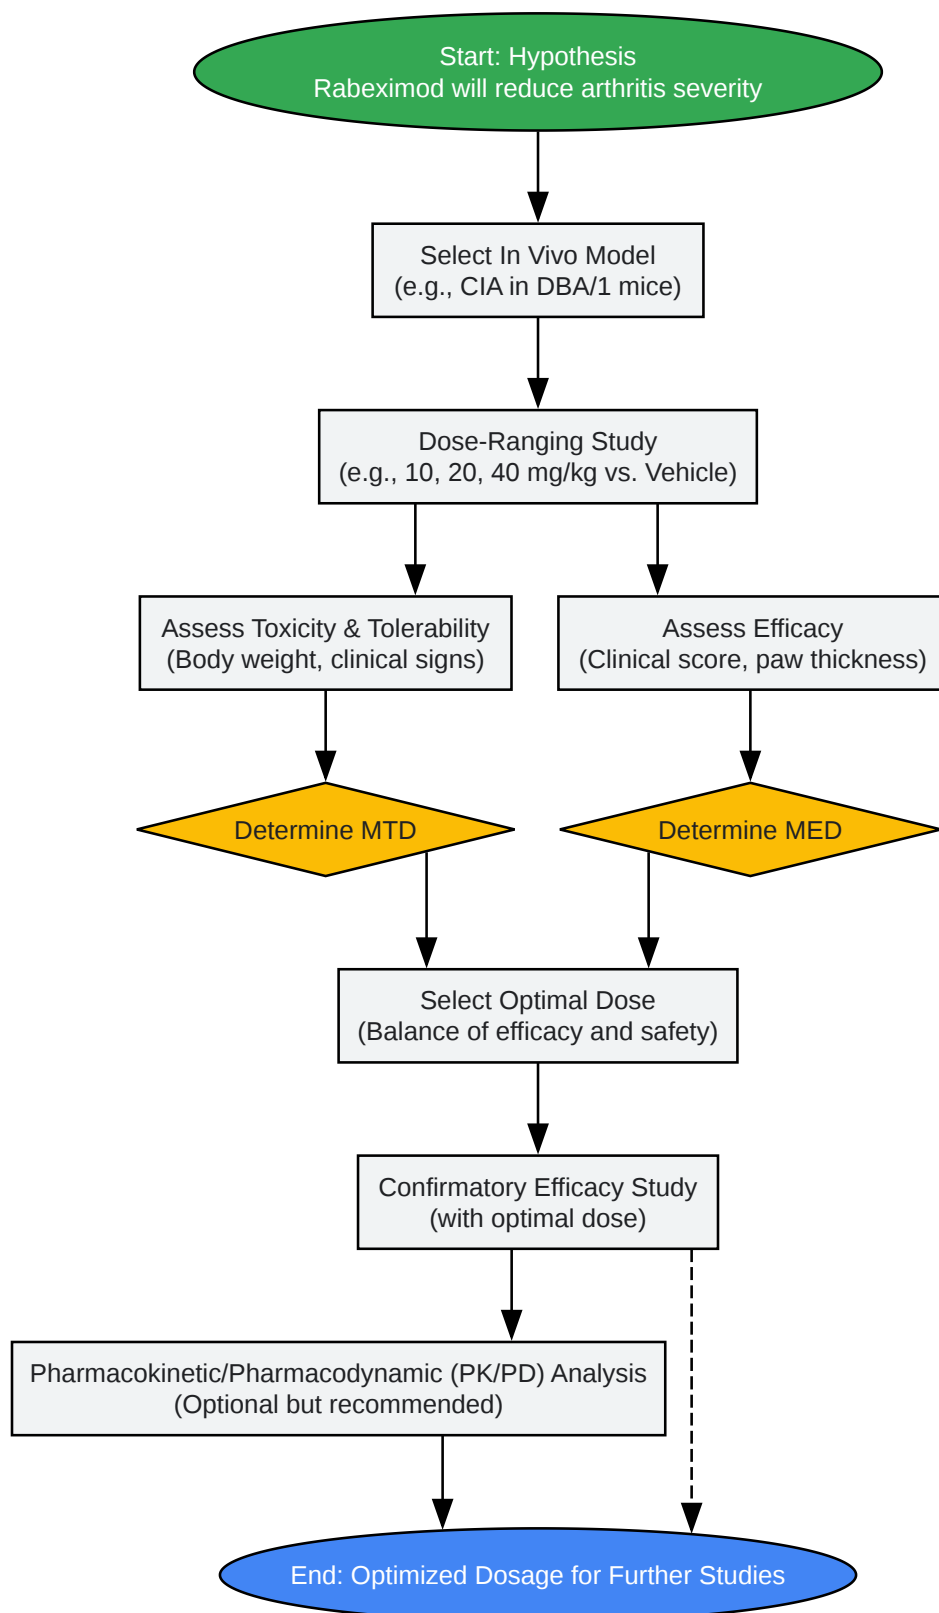 Start: Hypothesis
Rabeximod will reduce arthritis severity
Select In Vivo Model
(e.g., CIA in DBA/1 mice)
Dose-Ranging Study
(e.g., 10, 20, 40 mg/kg vs. Vehicle)
Assess Toxicity & Tolerability
(Body weight, clinical signs)
Assess Efficacy
(Clinical score, paw thickness)
Determine MTD
Determine MED
Select Optimal Dose
(Balance of efficacy and safety)
Confirmatory Efficacy Study
(with optimal dose)
Pharmacokinetic/Pharmacodynamic (PK/PD) Analysis
(Optional but recommended)
End: Optimized Dosage for Further Studies